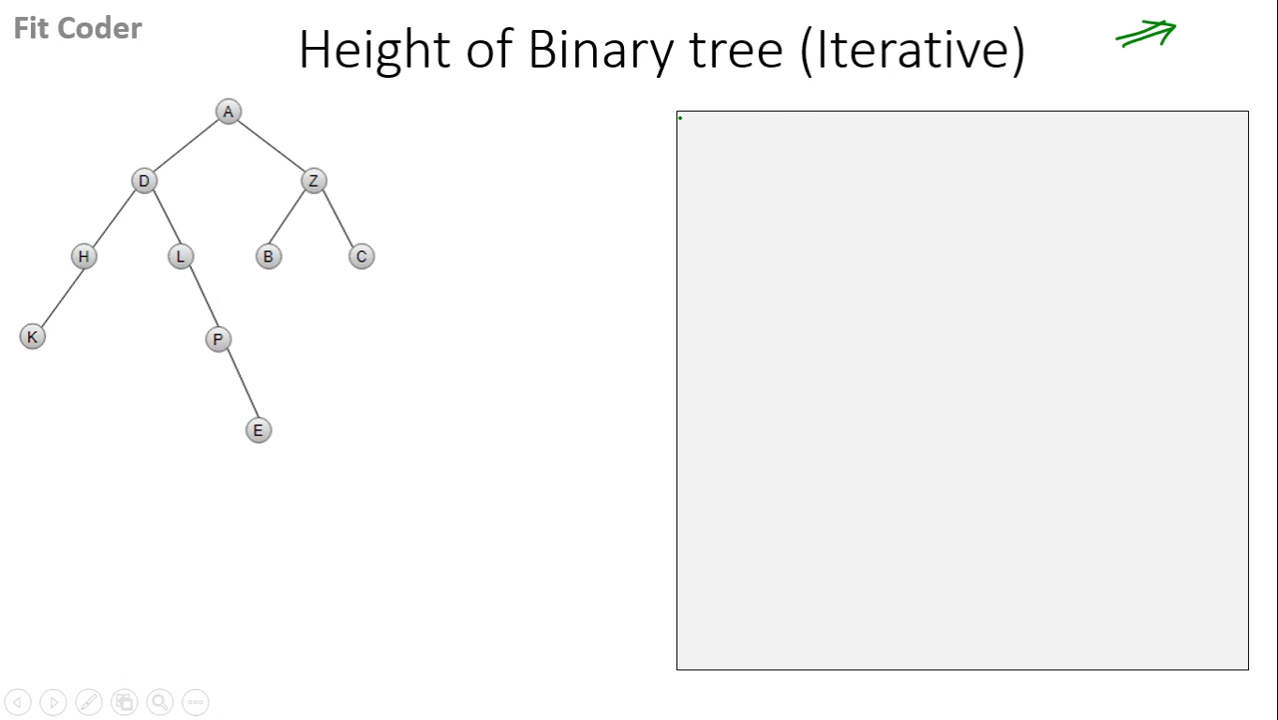 Fit Coder
Height of Binary tree (Iterative)
A
D Z
H L B C
K P
E